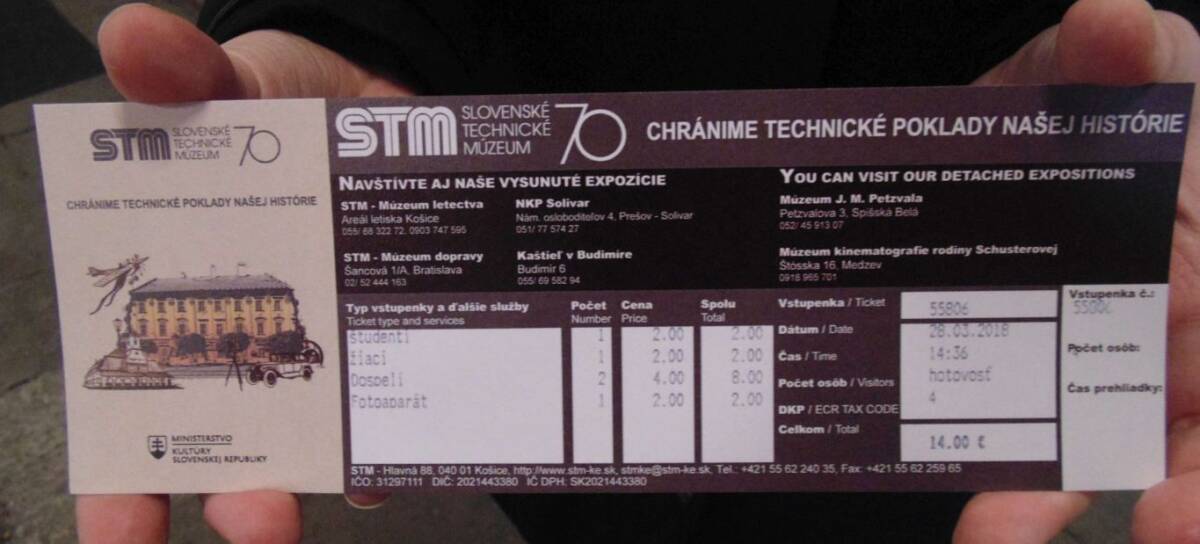 STM SLOVENSKÉ
TECHNICKÉ
MÚZEUM 70
CHRÁNIME TECHNICKÉ POKLADY NAŠEJ HISTÓRIE
MINISTERSTVO
KULTÚRY
SLOVENSKEJ REPUBLIKY
STM SLOVENSKÉ
TECHNICKÉ
MÚZEUM 70
CHRÁNIME TECHNICKÉ POKLADY NAŠEJ HISTÓRIE
NAVŠTÍVTE AJ NAŠE VYSUNUTÉ EXPOZÍCIE
STM - Múzeum letectva
Areál letiska Košice
055/ 68 322 72, 0903 747 595
NKP Solivar
Nám. osloboditeľov 4, Prešov - Solivar
051/ 77 574 27
STM - Múzeum dopravy
Šancová 1/A, Bratislava
02/ 52 444 163
Kaštieľ v Budimíre
Budimír 6
055/ 69 582 94
YOU CAN VISIT OUR DETACHED EXPOSITIONS
Múzeum J. M. Petzvala
Petzvalova 3, Spišská Belá
052/ 45 913 07
Múzeum kinematografie rodiny Schusterovej
Štósska 16, Medzev
0918 965 701
Typ vstupenky a ďalšie služby Počet Cena Spolu
Ticket type and services Number Price Total
študenti 1 2.00 2.00
žiaci 1 2.00 2.00
Dospelí 2 4.00 8.00
Fotoaparát 1 2.00 2.00
Vstupenka / Ticket 55806
Dátum / Date 28.03.2018
Čas / Time 14:36
Počet osôb / Visitors hotovosť
DKP / ECR TAX CODE 4
Celkom / Total 14.00 €
Vstupenka č.:
55806
Počet osôb:
Čas prehliadky:
STM - Hlavná 88, 040 01 Košice, http://www.stm-ke.sk, stmke@stm-ke.sk, Tel.: +421 55 62 240 35, Fax: +421 55 62 259 65
IČO: 31297111 DIČ: 2021443380 IČ DPH: SK2021443380